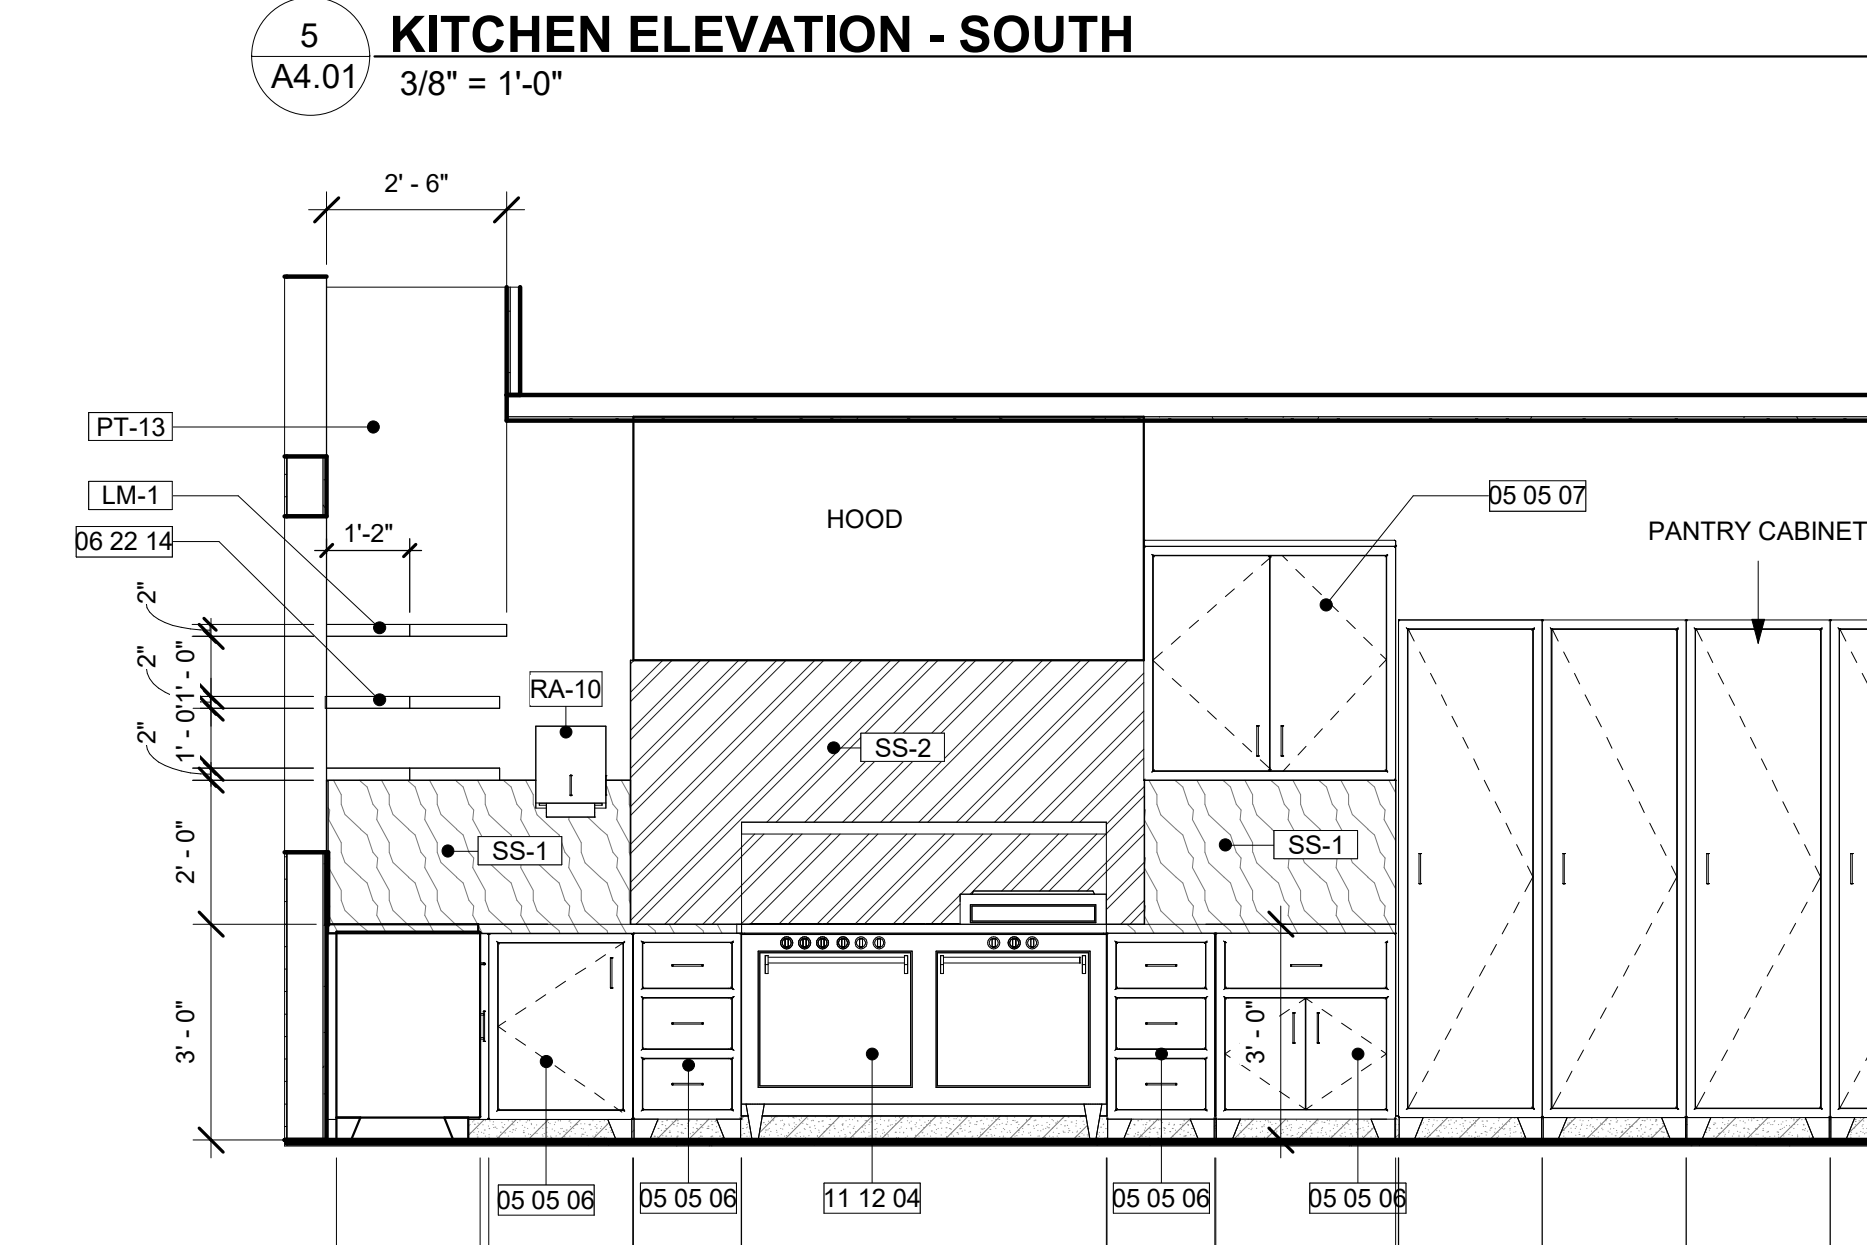 5
A4.01
KITCHEN ELEVATION - SOUTH
3/8" = 1'-0"
2' - 6"
PT-13
LM-1
06 22 14
1'-2"
HOOD
05 05 07
PANTRY CABINET
2"
2"
1' - 0"
RA-10
2"
1' - 0"
SS-2
SS-1
SS-1
2' - 0"
3' - 0"
3' - 0"
05 05 06
05 05 06
11 12 04
05 05 06
05 05 06